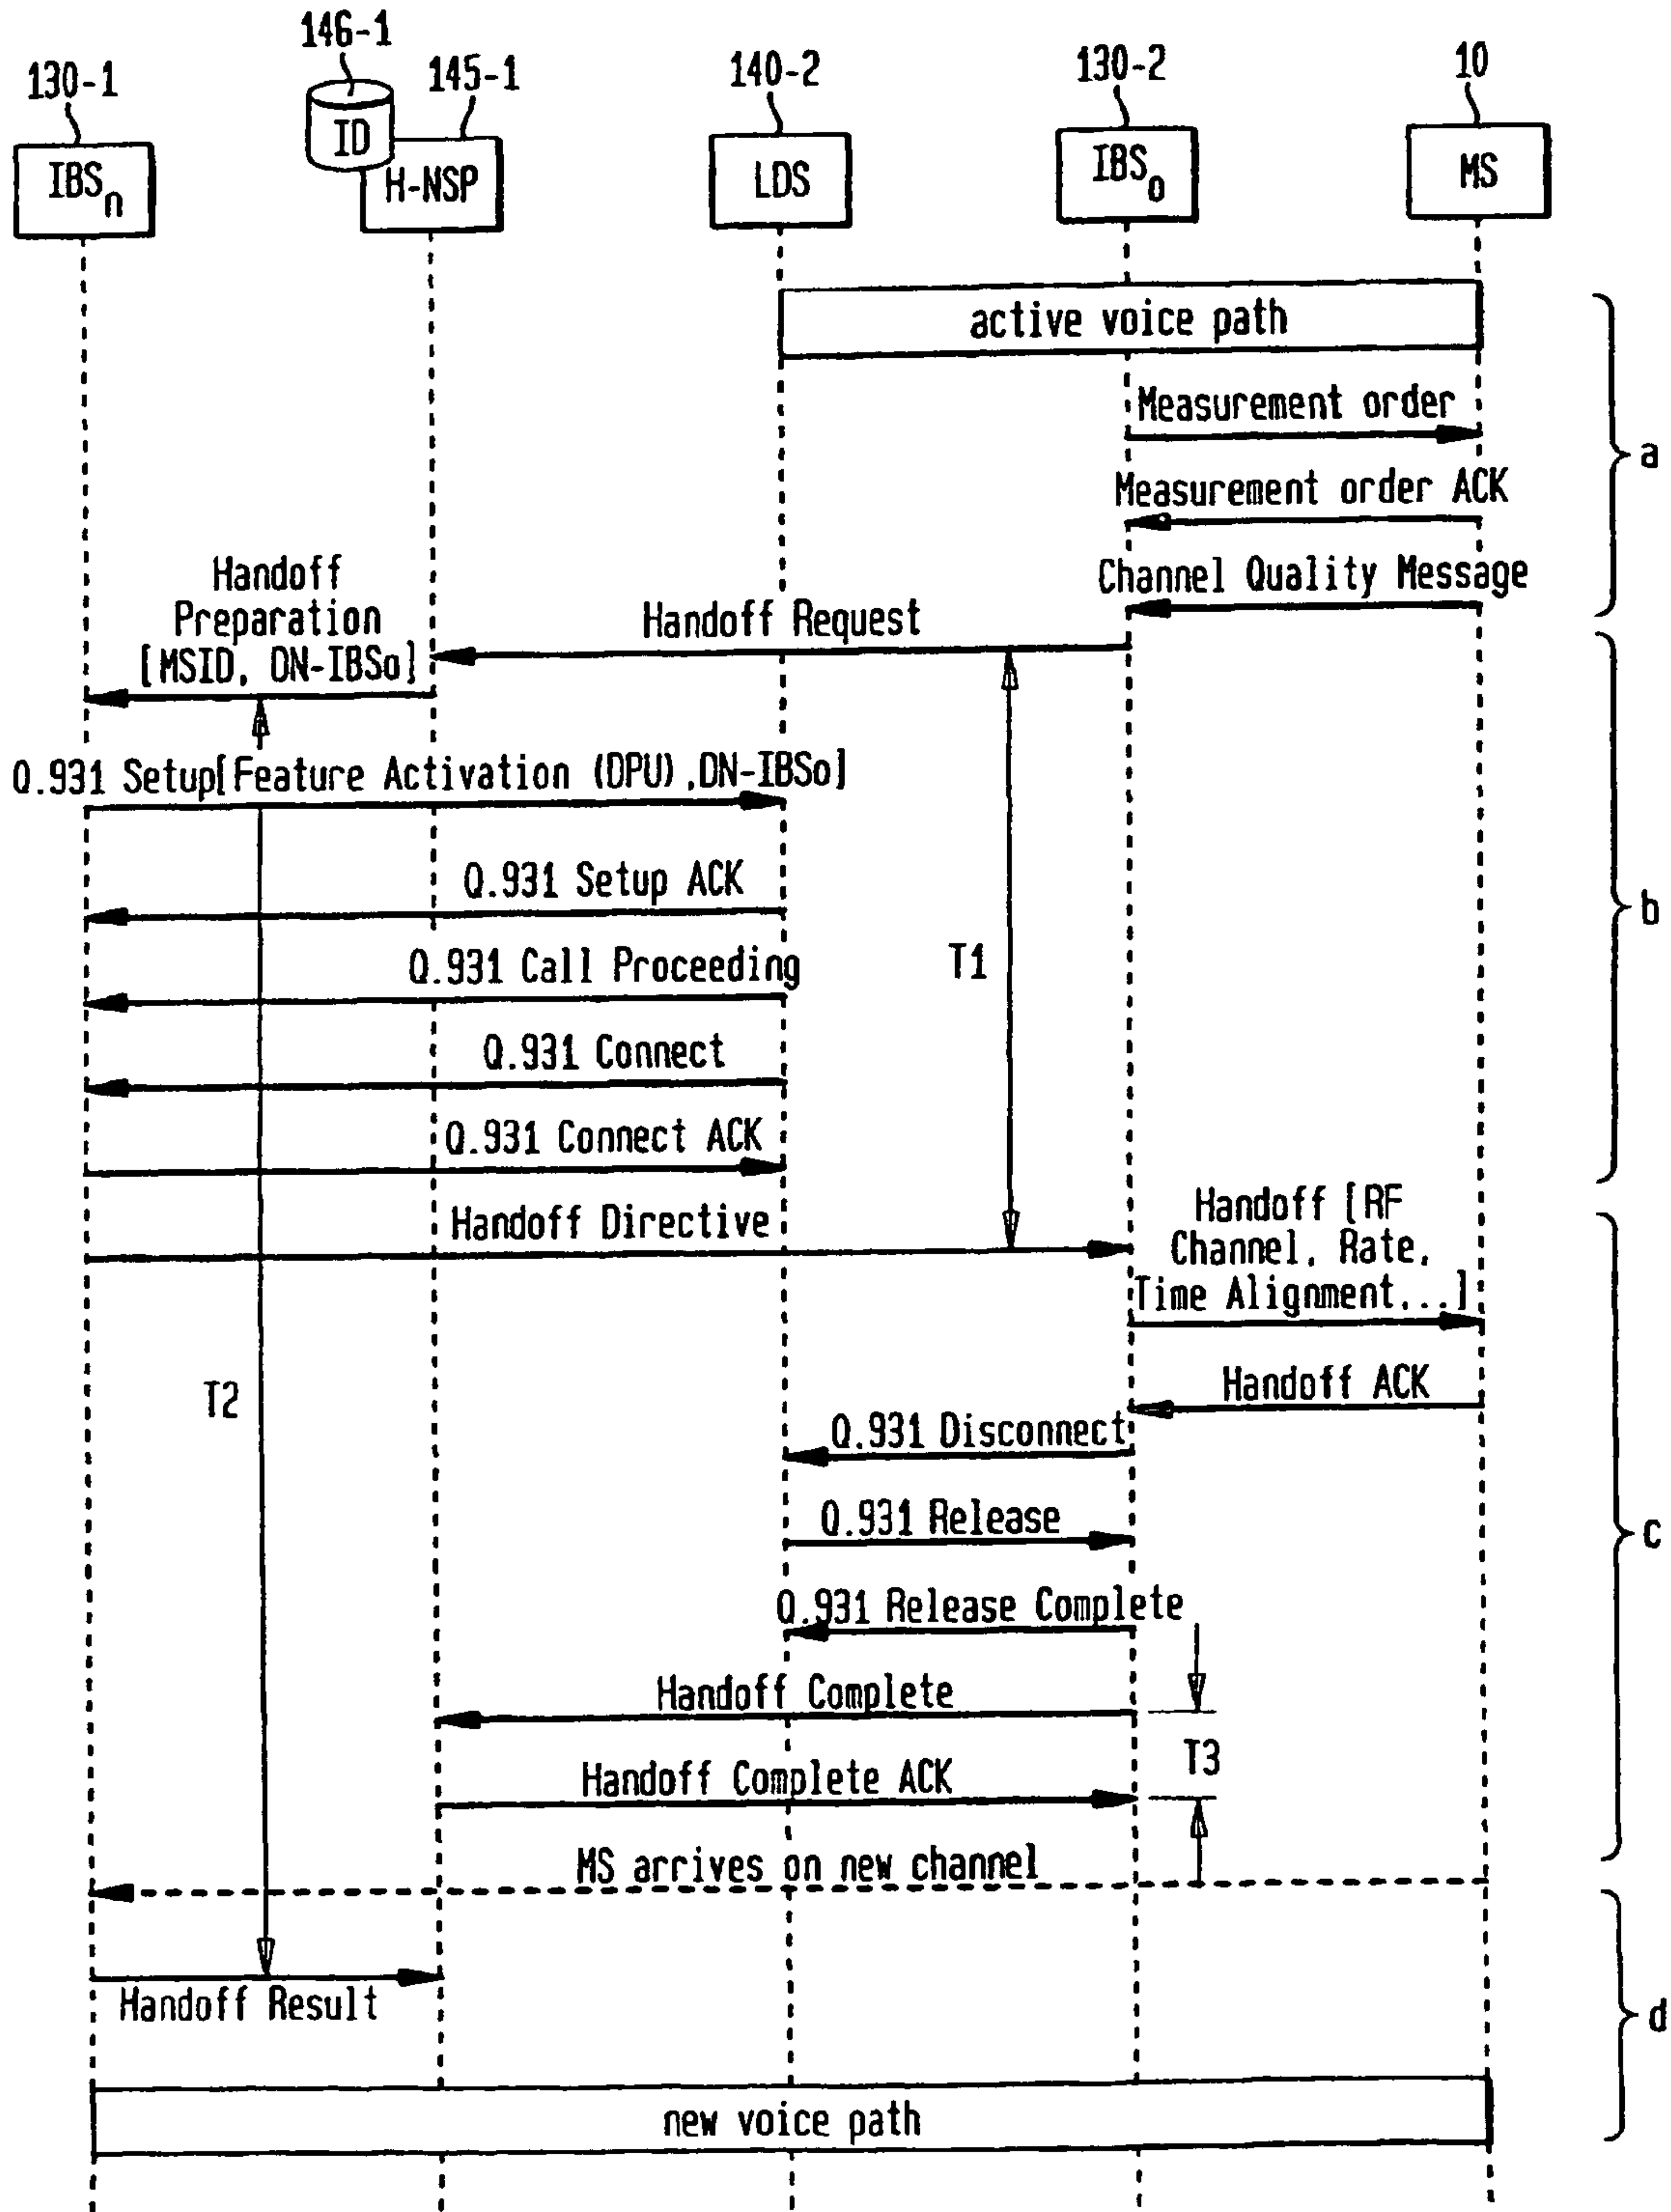 146-1
130-1
145-1
140-2
130-2
10
ID
IBSn
H-NSP
LDS
IBSo
MS
active voice path
Measurement order
a
Measurement order ACK
Channel Quality Message
Handoff
Preparation
[MSID, DN-IBSo]
Handoff Request
Q.931 Setup[Feature Activation (DPU),DN-IBSo]
Q.931 Setup ACK
b
Q.931 Call Proceeding
T1
Q.931 Connect
Q.931 Connect ACK
Handoff Directive
Handoff [RF
Channel, Rate,
Time Alignment,...]
T2
Handoff ACK
Q.931 Disconnect
Q.931 Release
c
Q.931 Release Complete
Handoff Complete
T3
Handoff Complete ACK
MS arrives on new channel
Handoff Result
d
new voice path